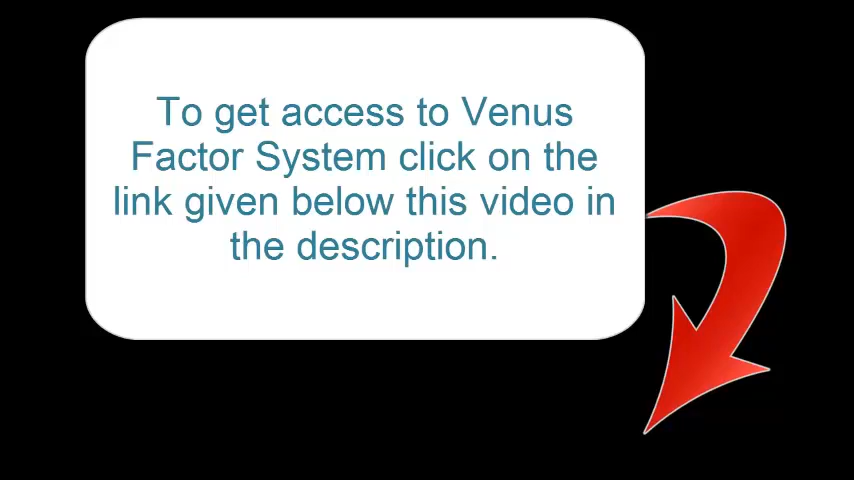 To get access to Venus
Factor System click on the
link given below this video in
the description.